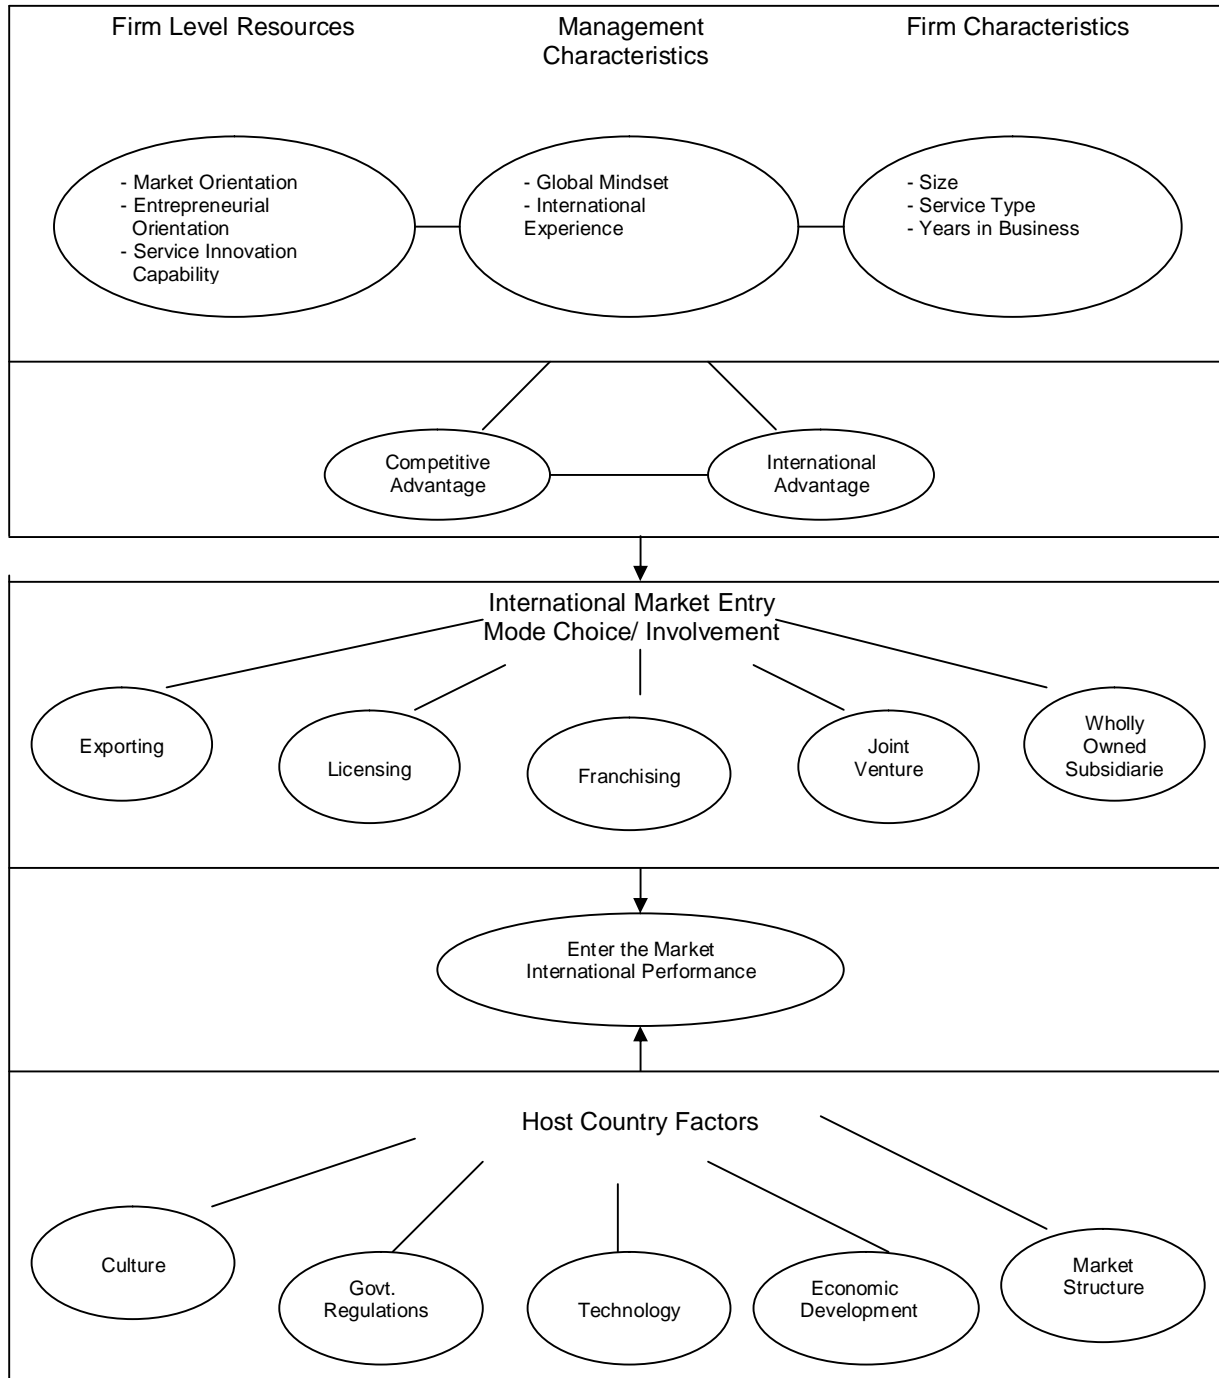 Firm Level Resources
Management
Characteristics
Firm Characteristics
- Market Orientation
- Entrepreneurial
Orientation
- Service Innovation
Capability
- Global Mindset
- International
Experience
- Size
- Service Type
- Years in Business
Competitive
Advantage
International
Advantage
International Market Entry
Mode Choice/ Involvement
Exporting
Licensing
Franchising
Joint
Venture
Wholly
Owned
Subsidiarie
Enter the Market
International Performance
Host Country Factors
Culture
Govt.
Regulations
Technology
Economic
Development
Market
Structure